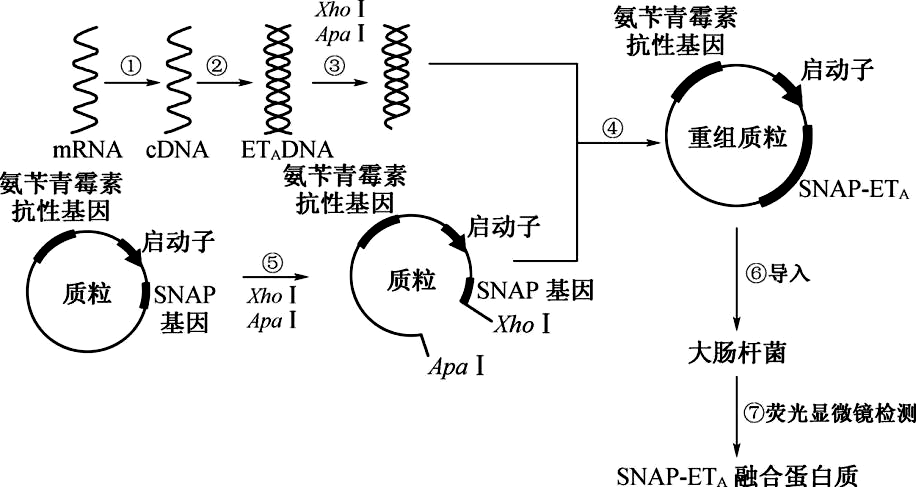 Xho Ⅰ
Apa Ⅰ
① ② ③
mRNA cDNA ETADNA
氨苄青霉素
抗性基因
启动子
质粒
SNAP
基因
⑤
Xho Ⅰ
Apa Ⅰ
氨苄青霉素
抗性基因
启动子
质粒
SNAP 基因
Xho Ⅰ
Apa Ⅰ
④
氨苄青霉素
抗性基因
启动子
重组质粒
SNAP-ETA
⑥导入
大肠杆菌
⑦荧光显微镜检测
SNAP-ETA 融合蛋白质